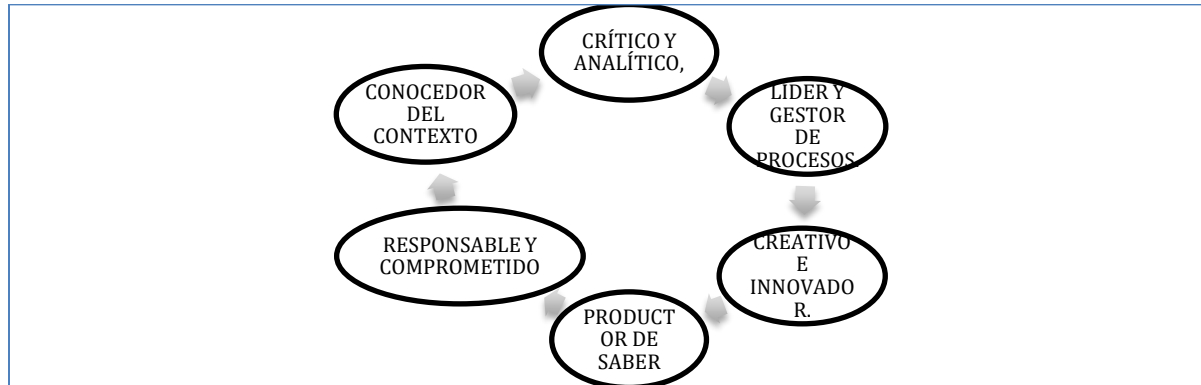 CRÍTICO Y
ANALÍTICO,
LIDER Y
GESTOR
DE
PROCESOS.
CREATIVO
E
INNOVADO
R.
PRODUCT
OR DE
SABER
RESPONSABLE Y
COMPROMETIDO
CONOCEDOR
DEL
CONTEXTO